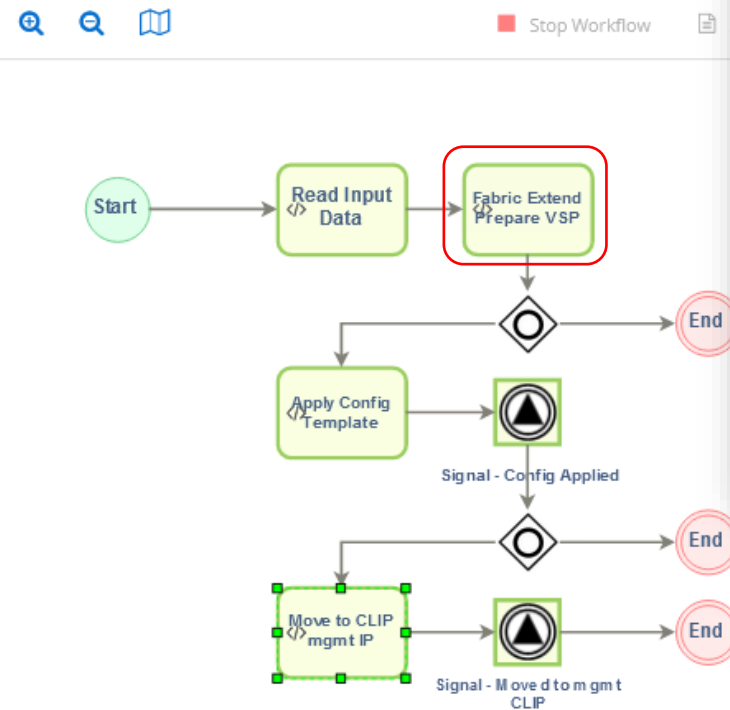 Stop Workflow
Start
Read Input
Data
Fabric Extend
Prepare VSP
End
Apply Config
Template
Signal - Config Applied
End
Move to CLIP
mgmt IP
End
Signal - Moved to mgmt
CLIP